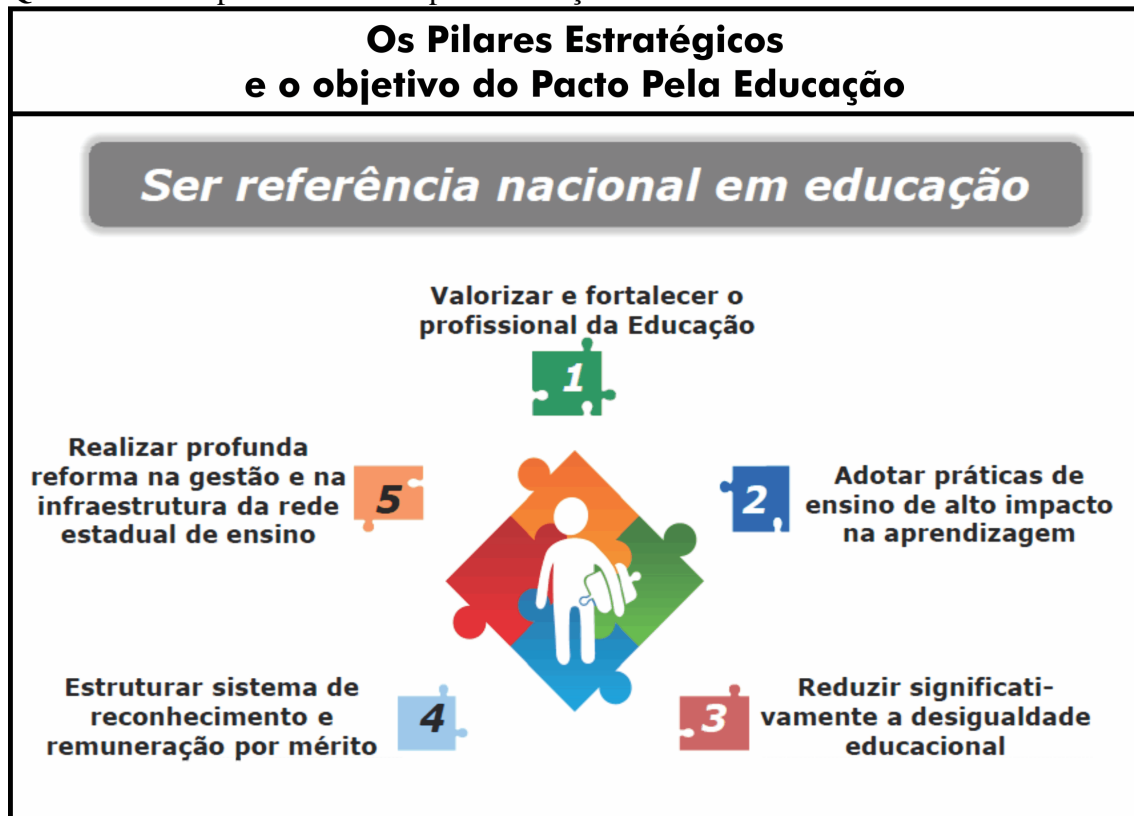 Os Pilares Estratégicos
e o objetivo do Pacto Pela Educação
Ser referência nacional em educação
Valorizar e fortalecer o
profissional da Educação
1
Adotar práticas de
ensino de alto impacto
na aprendizagem
2
Reduzir significati-
vamente a desigualdade
educacional
3
Estruturar sistema de
reconhecimento e
remuneração por mérito
4
Realizar profunda
reforma na gestão e na
infraestrutura da rede
estadual de ensino
5